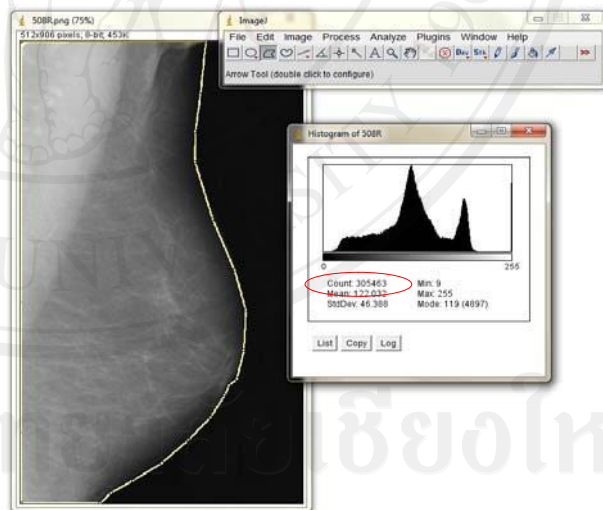 508R.png (75%)
512x906 pixels; 8-bit; 453K
ImageJ
File Edit Image Process Analyze Plugins Window Help
A Dev Stk
Arrow Tool (double click to configure)
Histogram of 508R
0 255
Count: 305463 Min: 9
Mean: 122.032 Max: 255
StdDev: 46.388 Mode: 119 (4897)
List Copy Log